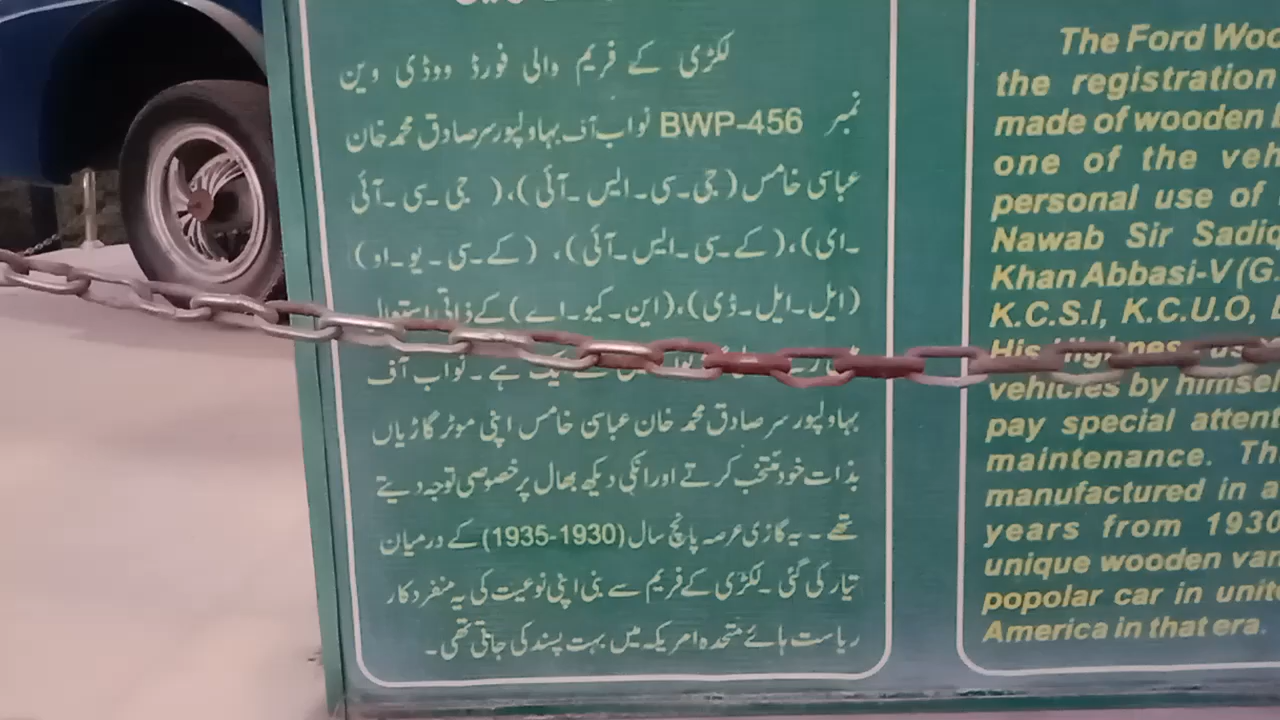 لکڑی کے فریم والی فورڈ ووڈی وین
نمبر BWP-456 نواب آف بہاولپور سر صادق محمد خان
عباسی خامس (جی-سی-ایس-آئی)، (جی-سی-آئی
-ای)، (کے-سی-ایس-آئی)، (کے-سی-یو-او)
(ایل-ایل-ڈی)، (این-کیو-اے) کے ذاتی استعمال
ایک ہے۔ نواب آف
بہاولپور سر صادق محمد خان عباسی خامس اپنی موٹر گاڑیاں
بذات خود منتخب کرتے اور انکی دیکھ بھال پر خصوصی توجہ دیتے
تھے۔ یہ گاڑی عرصہ پانچ سال (1930-1935) کے درمیان
تیار کی گئی۔ لکڑی کے فریم سے بنی اپنی نوعیت کی یہ منفرد کار
ریاست ہائے متحدہ امریکہ میں بہت پسند کی جاتی تھی۔
The Ford Woo
the registration
made of wooden
one of the veh
personal use of
Nawab Sir Sadiq
Khan Abbasi-V (G.
K.C.S.I, K.C.U.O,
His Highnes us
vehicles by himsel
pay special attent
maintenance. Th
manufactured in a
years from 1930
unique wooden van
popolar car in unite
America in that era.